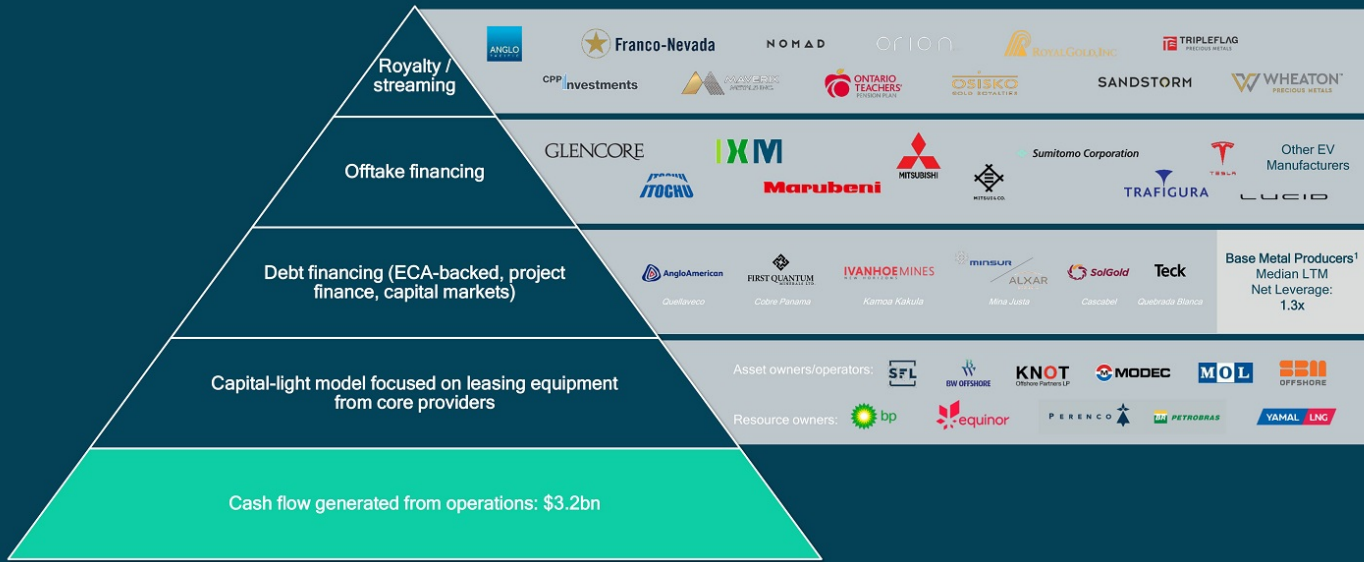 Royalty /
streaming
ANGLO
PACIFIC
Franco-Nevada
NOMAD
ORION
ROYAL GOLD, INC
TRIPLEFLAG
PRECIOUS METALS
CPP Investments
MAVERIX
METALS INC
ONTARIO
TEACHERS'
PENSION PLAN
OSISKO
GOLD ROYALTIES
SANDSTORM
WHEATON™
PRECIOUS METALS
Offtake financing
GLENCORE
IXM
MITSUBISHI
Sumitomo Corporation
TESLA
Other EV
Manufacturers
ITOCHU
ITOCHU
Marubeni
MITSUI & CO.
TRAFIGURA
LUCID
Debt financing (ECA-backed, project
finance, capital markets)
AngloAmerican
Quellaveco
FIRST QUANTUM
MINERALS LTD.
Cobre Panama
IVANHOE MINES
NEW HORIZONS
Kamoa Kakula
minsur
ALXAR
Mina Justa
SolGold
Cascabel
Teck
Quebrada Blanca
Base Metal Producers¹
Median LTM
Net Leverage:
1.3x
Capital-light model focused on leasing equipment
from core providers
Asset owners/operators:
SFL
BW OFFSHORE
KNOT
Offshore Partners LP
MODEC
MOL
SBM
OFFSHORE
Resource owners:
bp
equinor
PERENCO
BR PETROBRAS
YAMAL LNG
Cash flow generated from operations: $3.2bn